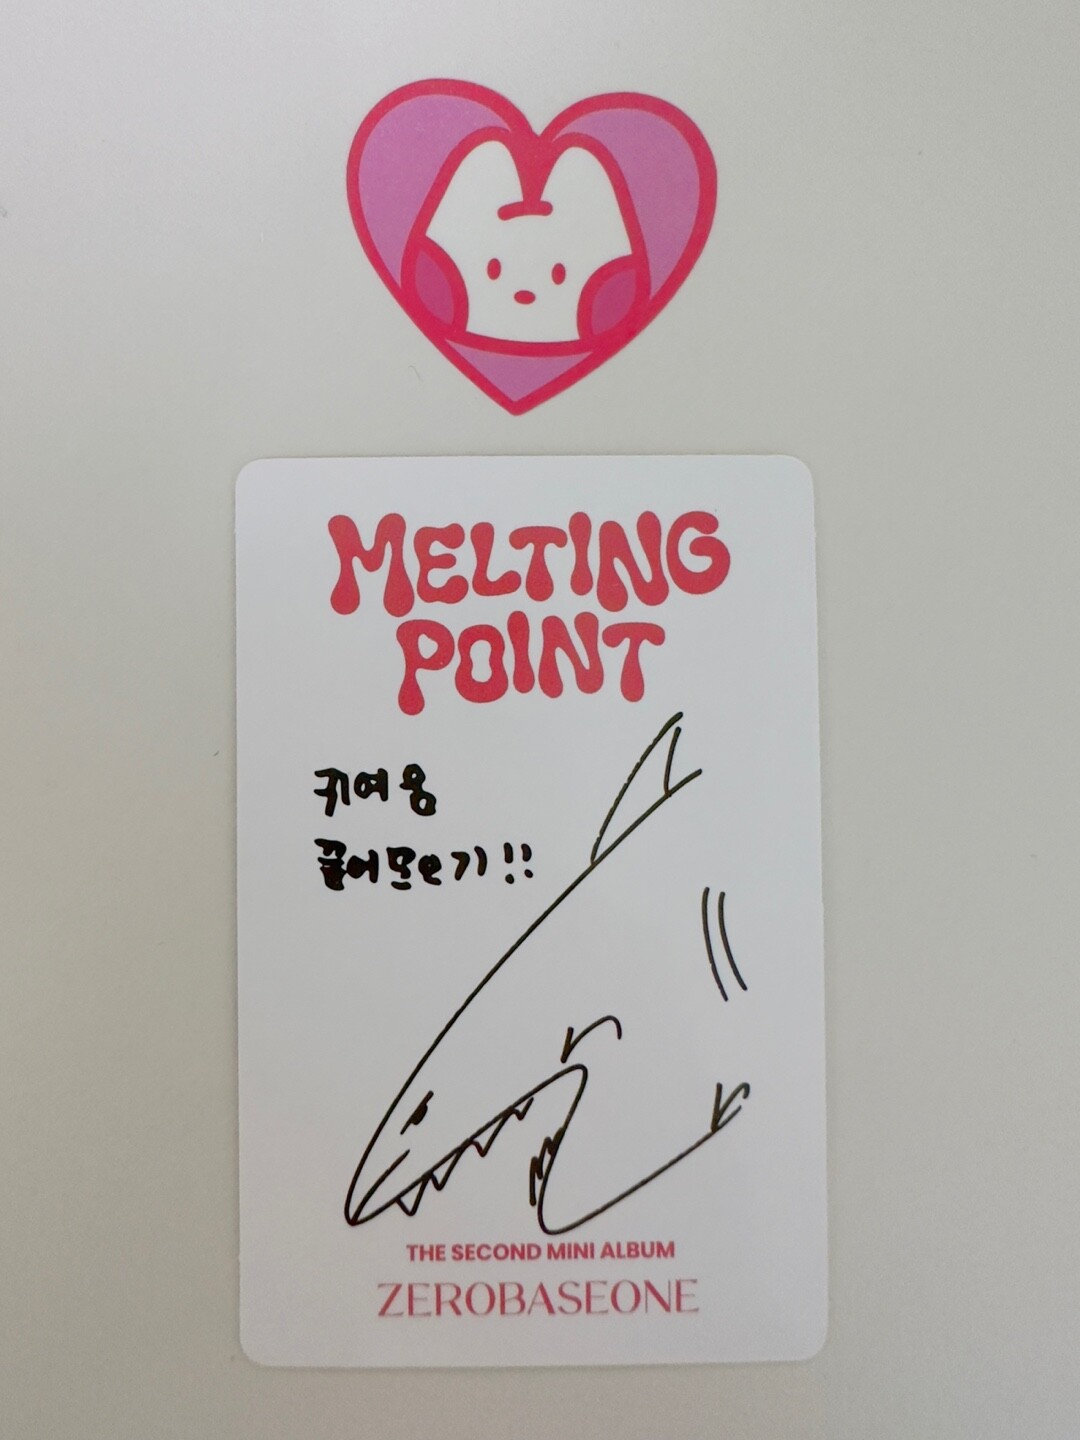 MELTING
POINT
귀여움
끌어모으기!!
THE SECOND MINI ALBUM
ZEROBASEONE